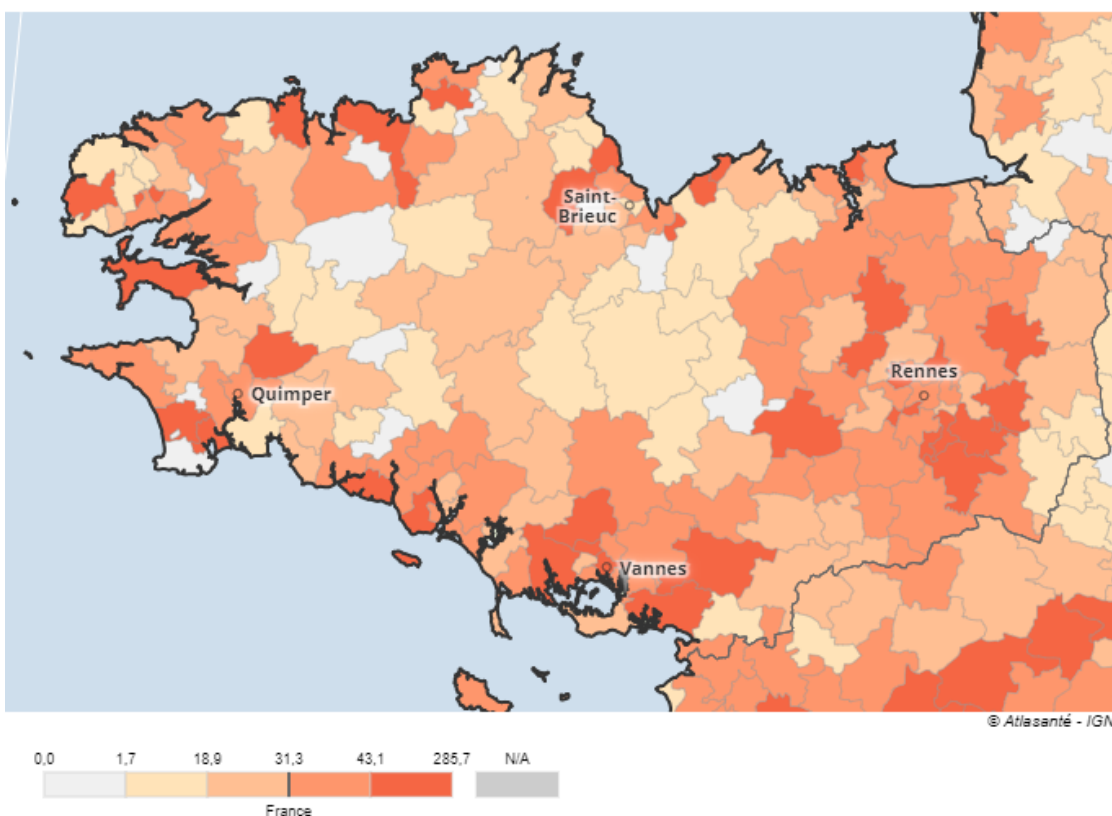 Saint-
Brieuc
Rennes
Quimper
Vannes
© Atlasanté - IGN
0,0 1,7 18,9 31,3 43,1 285,7 N/A
France